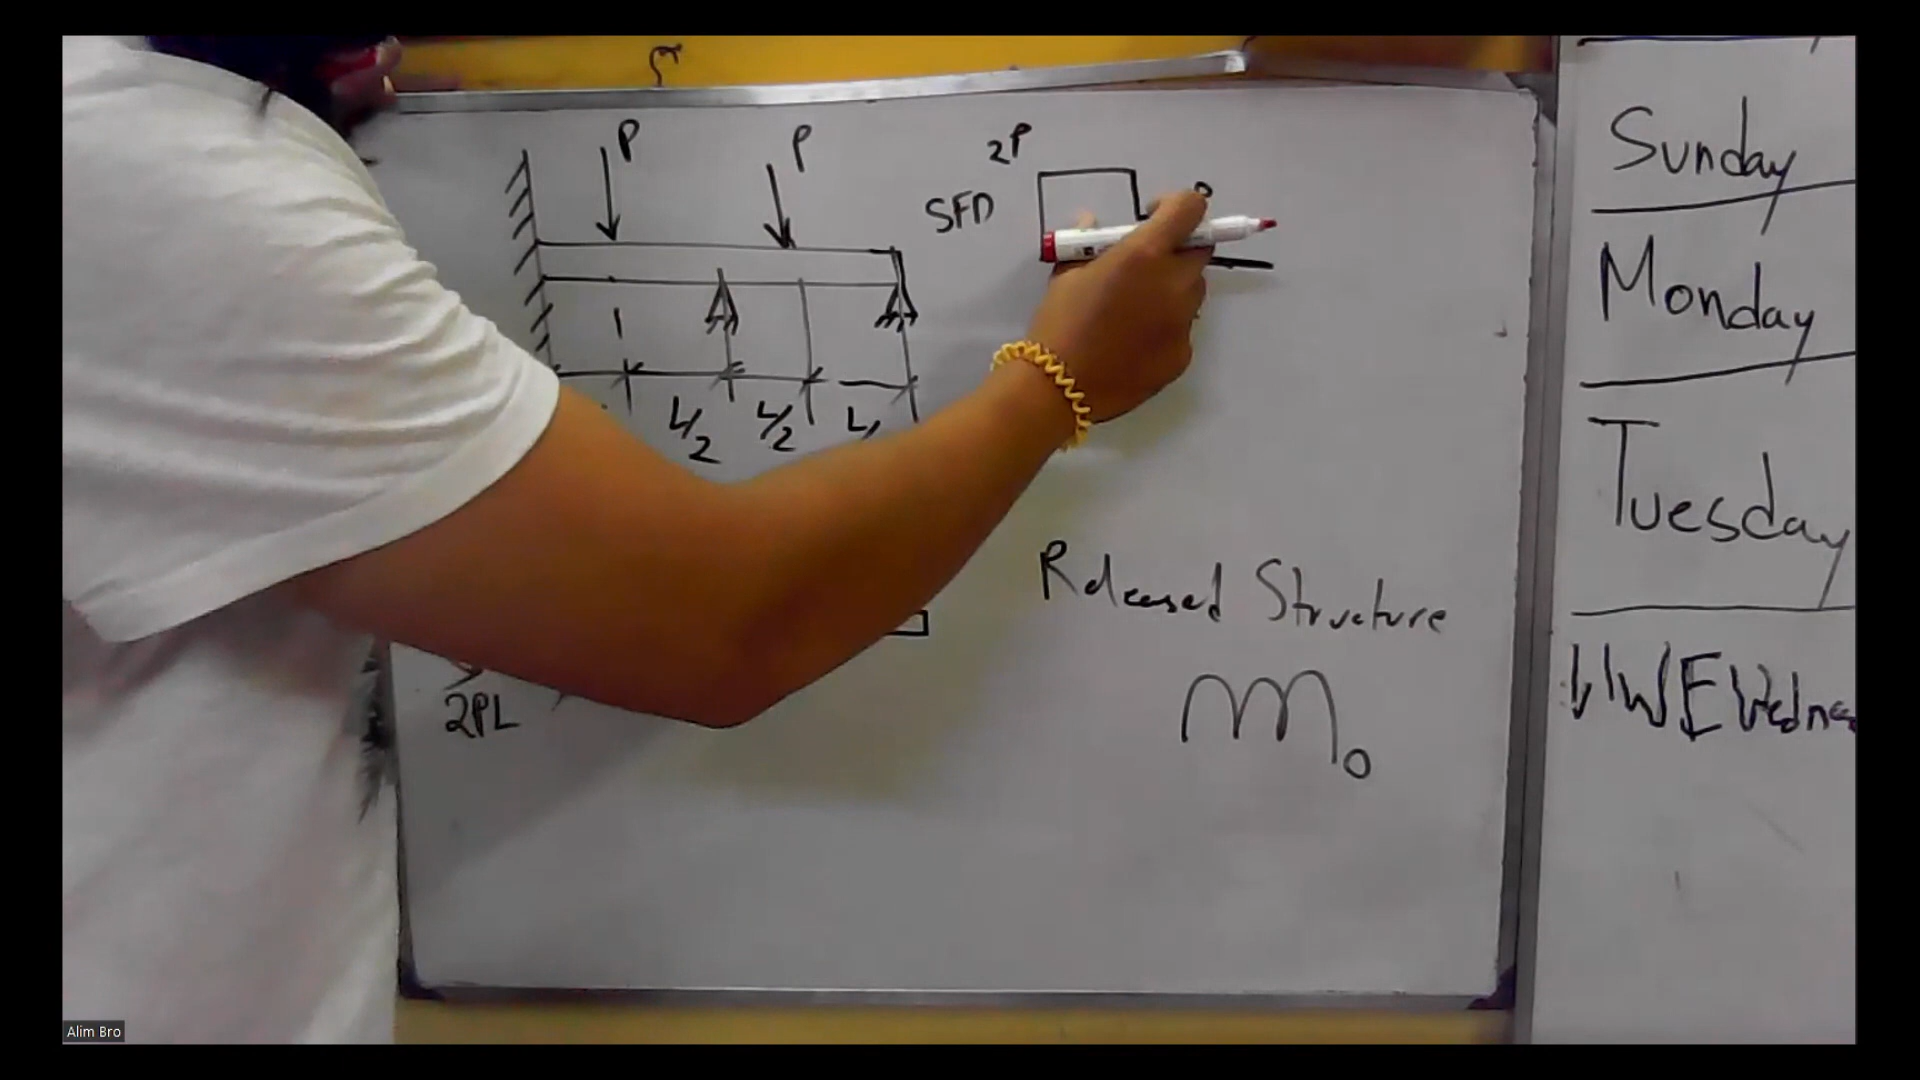 P P
2P
SFD
L/2 L/2 L/
Released Structure
2PL
m0
Sunday
Monday
Tuesday
Alim Bro